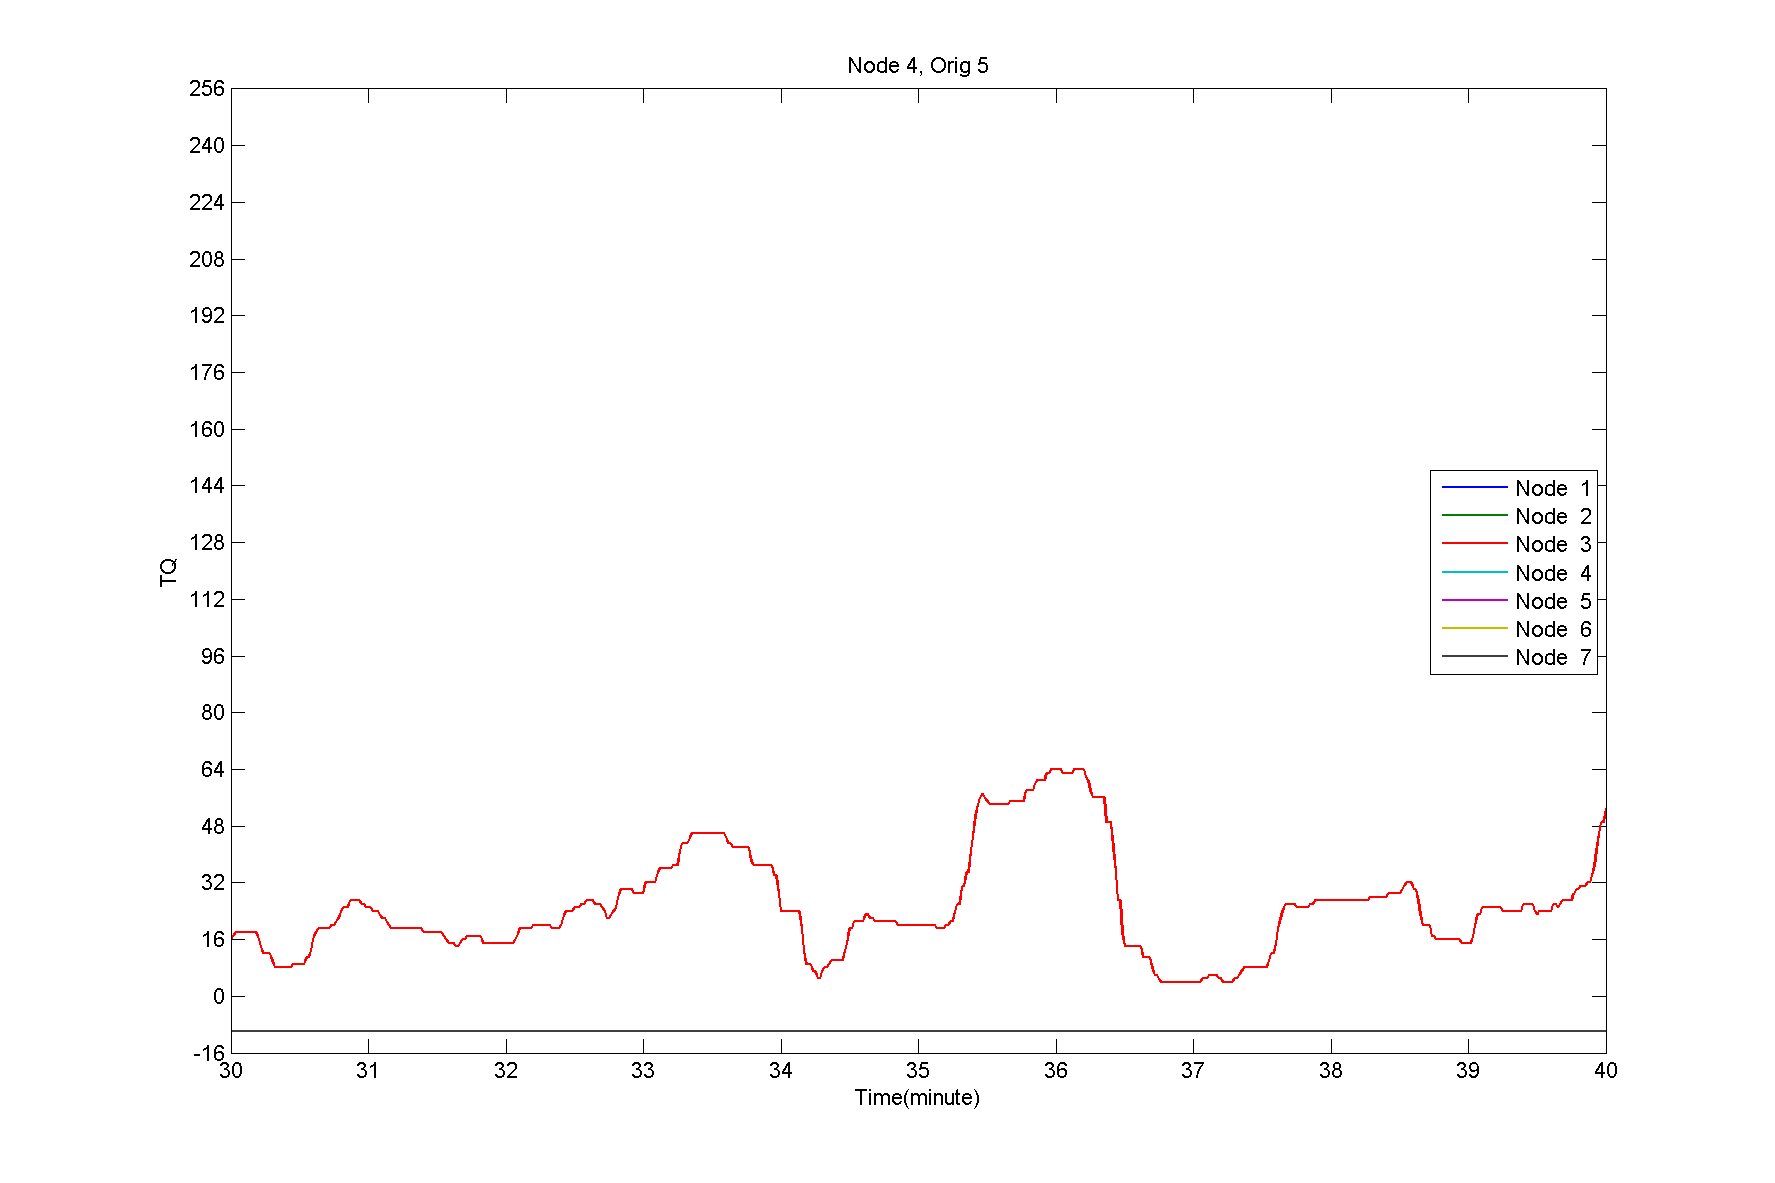 Node 4, Orig 5
256
240
224
208
192
176
160
144
128
112
96
80
64
48
32
16
0
-16
TQ
Node 1
Node 2
Node 3
Node 4
Node 5
Node 6
Node 7
30 31 32 33 34 35 36 37 38 39 40
Time(minute)